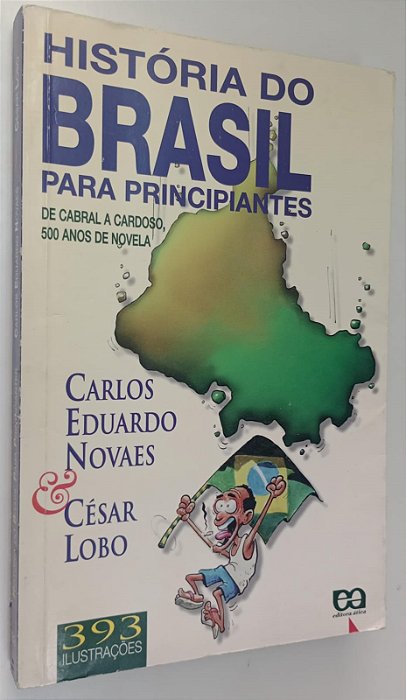 HISTÓRIA DO
BRASIL
PARA PRINCIPIANTES
DE CABRAL A CARDOSO,
500 ANOS DE NOVELA
CARLOS
EDUARDO
NOVAES
&
CÉSAR
LOBO
393
ILUSTRAÇÕES
editora ática